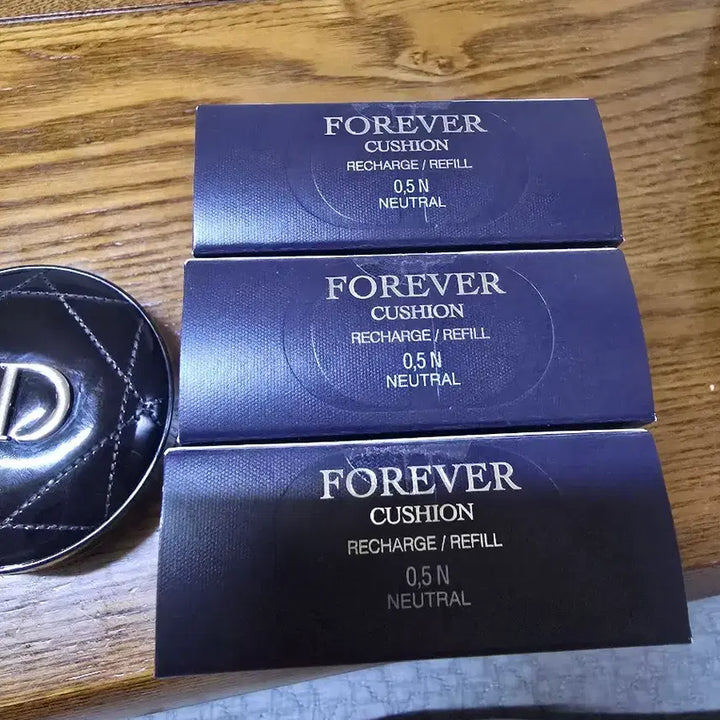 FOREVER
CUSHION
RECHARGE / REFILL
0,5 N
NEUTRAL
FOREVER
CUSHION
RECHARGE / REFILL
0,5 N
NEUTRAL
FOREVER
CUSHION
RECHARGE / REFILL
0,5 N
NEUTRAL
D